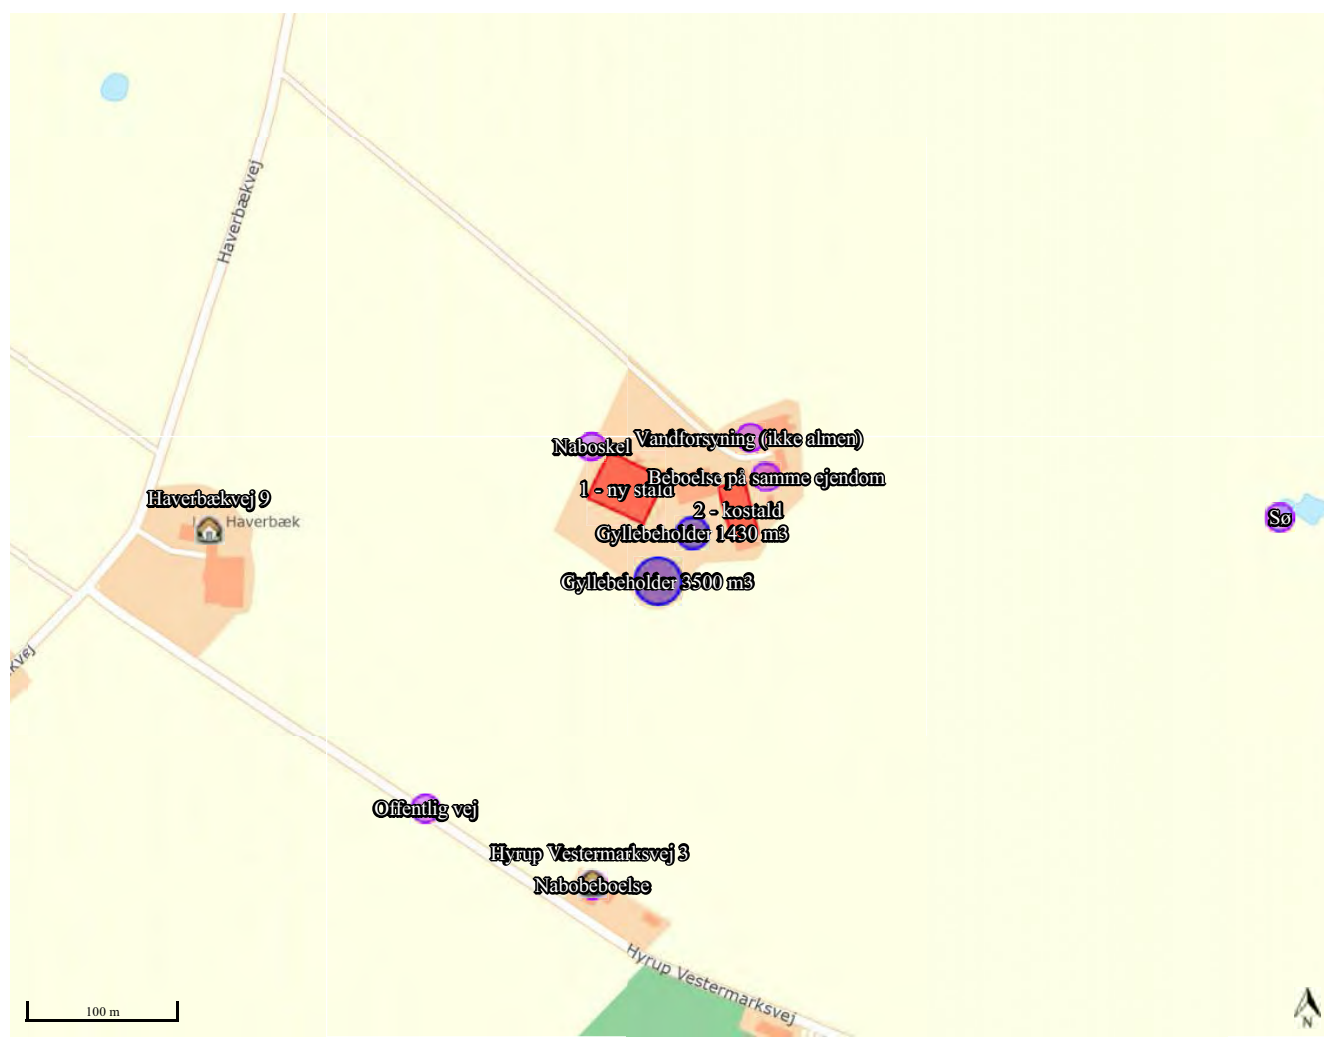 Haverbækvej
Naboskel
Vandforsyning (ikke almen)
Beboelse på samme ejendom
1 - ny stald
Haverbækvej 9
Haverbæk
2 - kostald
Sø
Gyllebeholder 1430 m3
Gyllebeholder 3500 m3
kvej
Offentlig vej
Hyrup Vestermarksvej 3
Nabobeboelse
Hyrup Vestermarksvej
100 m
N